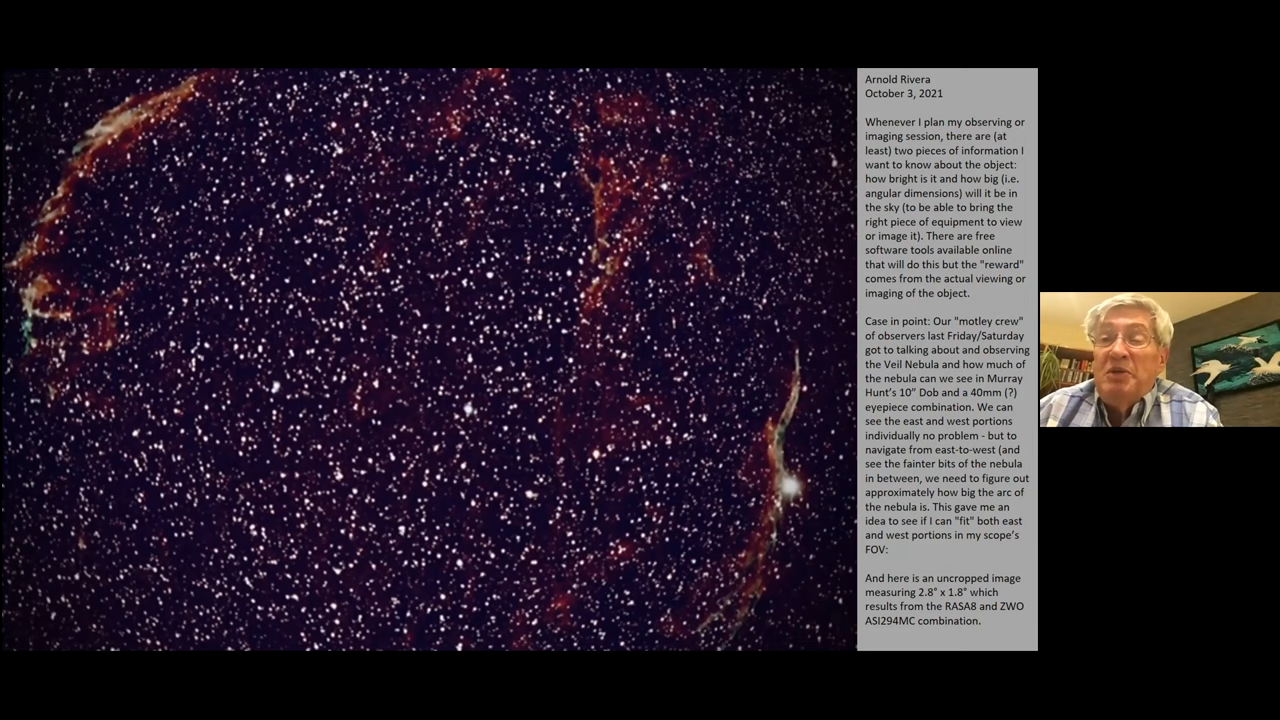 Arnold Rivera
October 3, 2021
Whenever I plan my observing or
imaging session, there are (at
least) two pieces of information I
want to know about the object:
how bright is it and how big (i.e.
angular dimensions) will it be in
the sky (to be able to bring the
right piece of equipment to view
or image it). There are free
software tools available online
that will do this but the "reward"
comes from the actual viewing or
imaging of the object.
Case in point: Our "motley crew"
of observers last Friday/Saturday
got to talking about and observing
the Veil Nebula and how much of
the nebula can we see in Murray
Hunt's 10" Dob and a 40mm (?)
eyepiece combination. We can
see the east and west portions
individually no problem - but to
navigate from east-to-west (and
see the fainter bits of the nebula
in between, we need to figure out
approximately how big the arc of
the nebula is. This gave me an
idea to see if I can "fit" both east
and west portions in my scope's
FOV:
And here is an uncropped image
measuring 2.8° x 1.8° which
results from the RASA8 and ZWO
ASI294MC combination.